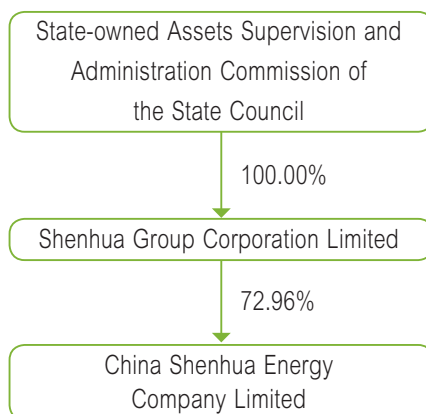 State-owned Assets Supervision and
Administration Commission of
the State Council
100.00%
Shenhua Group Corporation Limited
72.96%
China Shenhua Energy
Company Limited